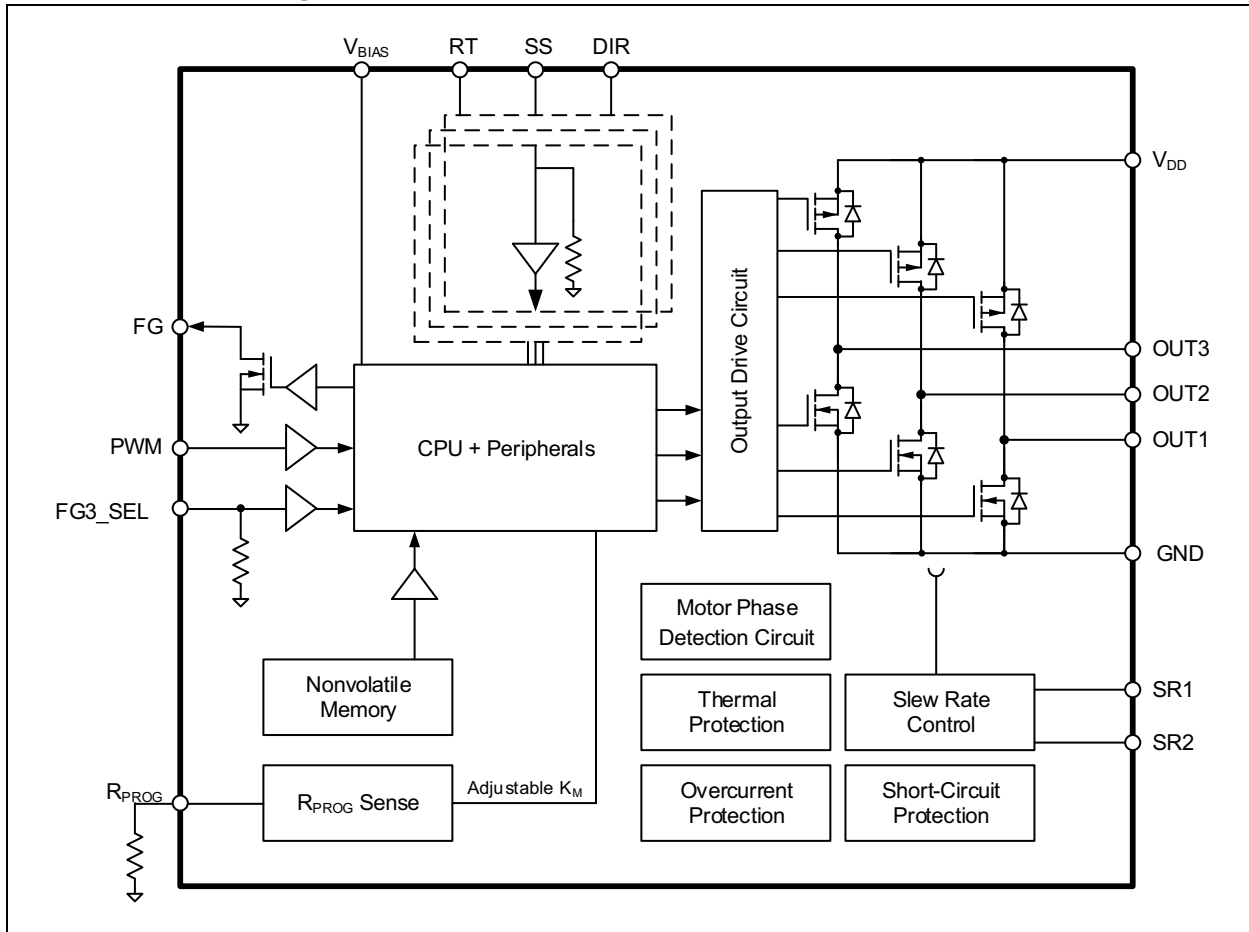 VBIAS
RT
SS
DIR
VDD
FG
PWM
FG3_SEL
CPU + Peripherals
Output Drive Circuit
OUT3
OUT2
OUT1
GND
Motor Phase
Detection Circuit
Nonvolatile
Memory
Thermal
Protection
Slew Rate
Control
SR1
SR2
RPROG
RPROG Sense
Adjustable KM
Overcurrent
Protection
Short-Circuit
Protection